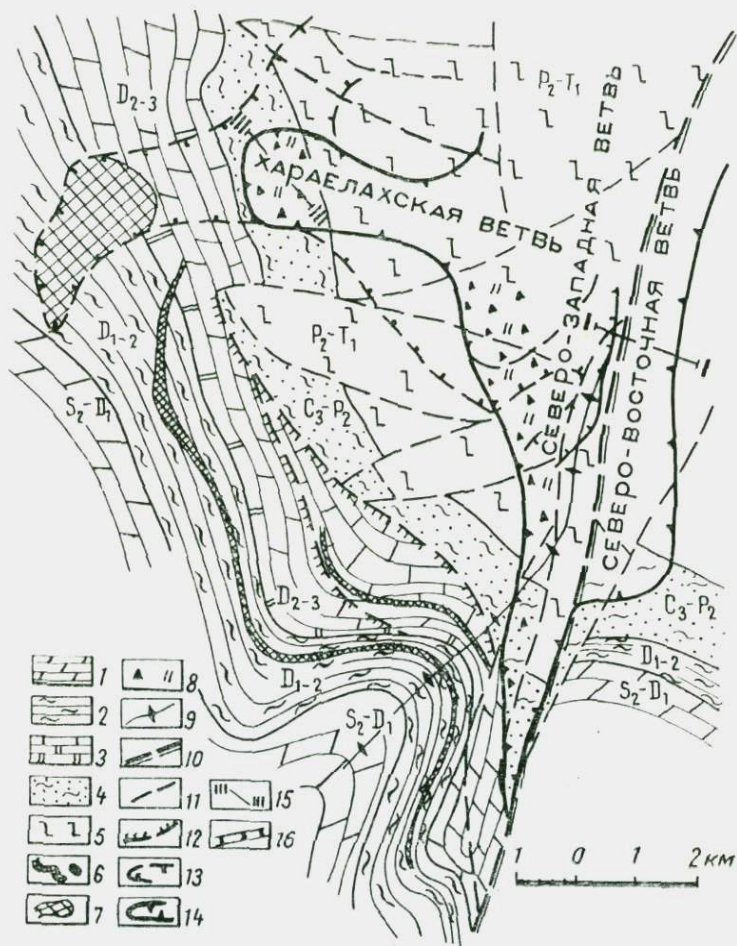 D₂₋₃
P₂-T₁
ХАРАЕЛАХСКАЯ ВЕТВЬ
СЕВЕРО-ЗАПАДНАЯ ВЕТВЬ
СЕВЕРО-ВОСТОЧНАЯ ВЕТВЬ
D₁₋₂
P₂-T₁
I
I
S₂-D₁
C₃-P₂
D₂₋₃
C₃-P₂
D₁₋₂
D₁₋₂
S₂-D₁
S₂-D₁
1
8
2
9
3
10
4
11
15
5
12
16
6
13
7
14
1 0 2 км